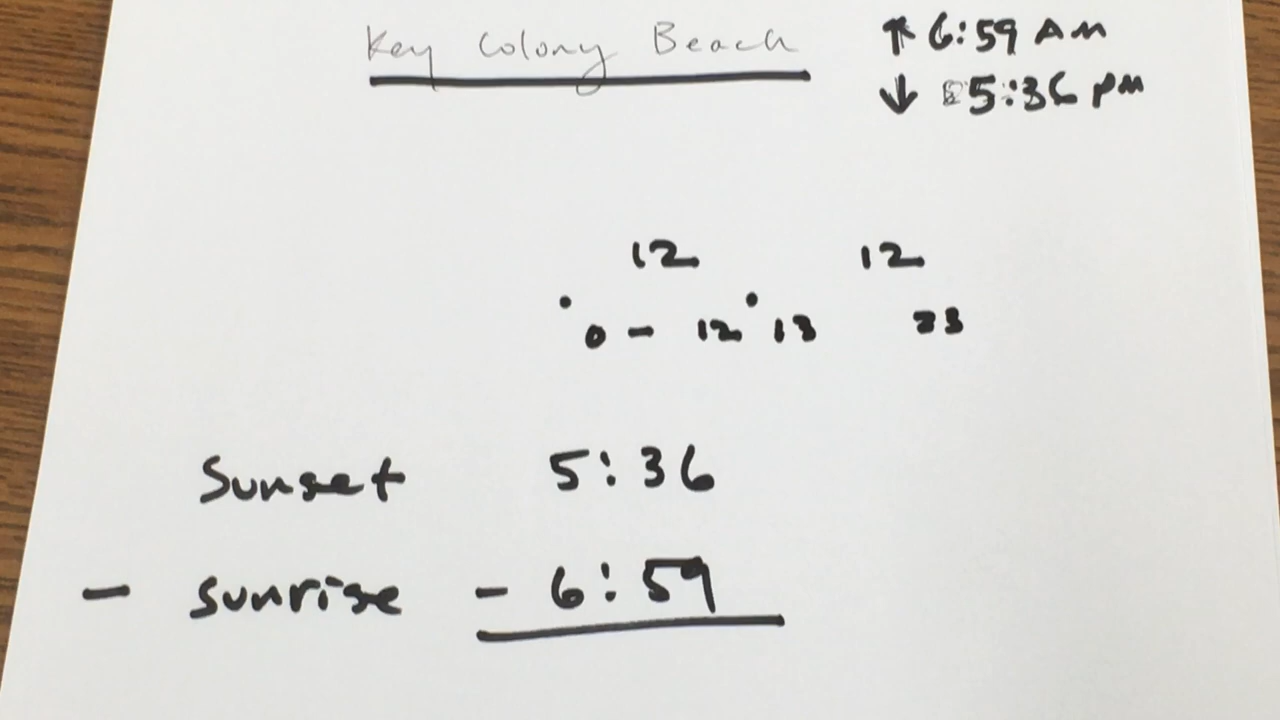 Key Colony Beach
↑ 6:59 AM
↓ 5:36 PM
12 12
0 - 12 13 23
Sunset 5:36
- sunrise - 6:59